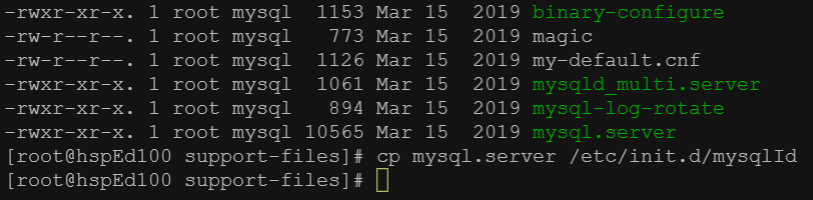 -rwxr-xr-x. 1 root mysql  1153 Mar 15  2019 binary-configure
-rw-r--r--. 1 root mysql   773 Mar 15  2019 magic
-rw-r--r--. 1 root mysql  1126 Mar 15  2019 my-default.cnf
-rwxr-xr-x. 1 root mysql  1061 Mar 15  2019 mysqld_multi.server
-rwxr-xr-x. 1 root mysql   894 Mar 15  2019 mysql-log-rotate
-rwxr-xr-x. 1 root mysql 10565 Mar 15  2019 mysql.server
[root@hspEd100 support-files]# cp mysql.server /etc/init.d/mysqlId
[root@hspEd100 support-files]#